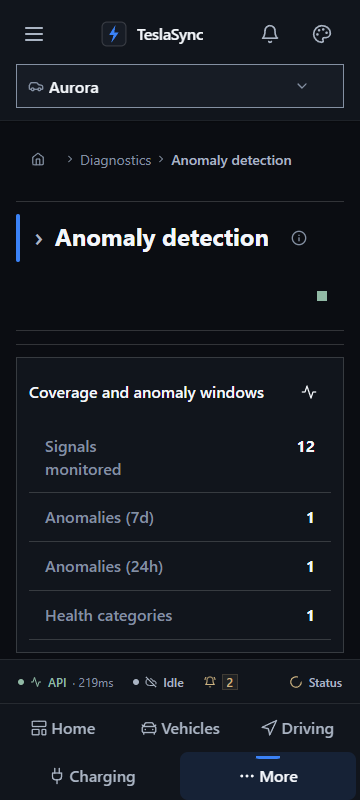 TeslaSync
Aurora
Diagnostics
Anomaly detection
Anomaly detection
Coverage and anomaly windows
Signals
monitored
12
Anomalies (7d)
1
Anomalies (24h)
1
Health categories
1
API · 219ms
Idle
2
Status
Home
Vehicles
Driving
Charging
More